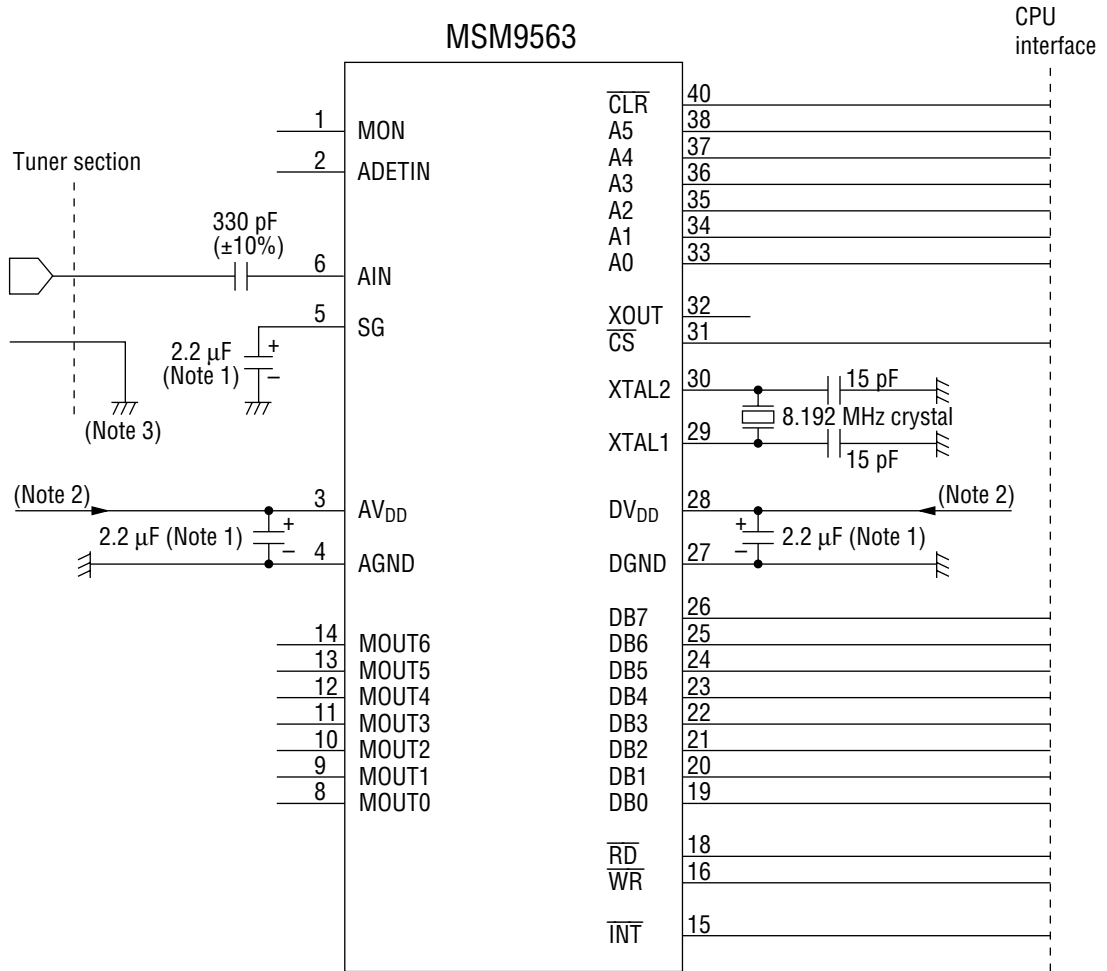 MSM9563
CPU
interface
Tuner section
330 pF
(±10%)
2.2 μF
(Note 1)
(Note 3)
(Note 2)
2.2 μF (Note 1)
1 MON
2 ADETIN
6 AIN
5 SG
+
–
3 AVDD
+
–
4 AGND
14 MOUT6
13 MOUT5
12 MOUT4
11 MOUT3
10 MOUT2
9 MOUT1
8 MOUT0
C̅L̅R̅ 40
A5 38
A4 37
A3 36
A2 35
A1 34
A0 33
XOUT 32
C̅S̅ 31
XTAL2 30
15 pF
8.192 MHz crystal
XTAL1 29
15 pF
DVDD 28
(Note 2)
+
–
2.2 μF (Note 1)
DGND 27
DB7 26
DB6 25
DB5 24
DB4 23
DB3 22
DB2 21
DB1 20
DB0 19
R̅D̅ 18
W̅R̅ 16
I̅N̅T̅ 15